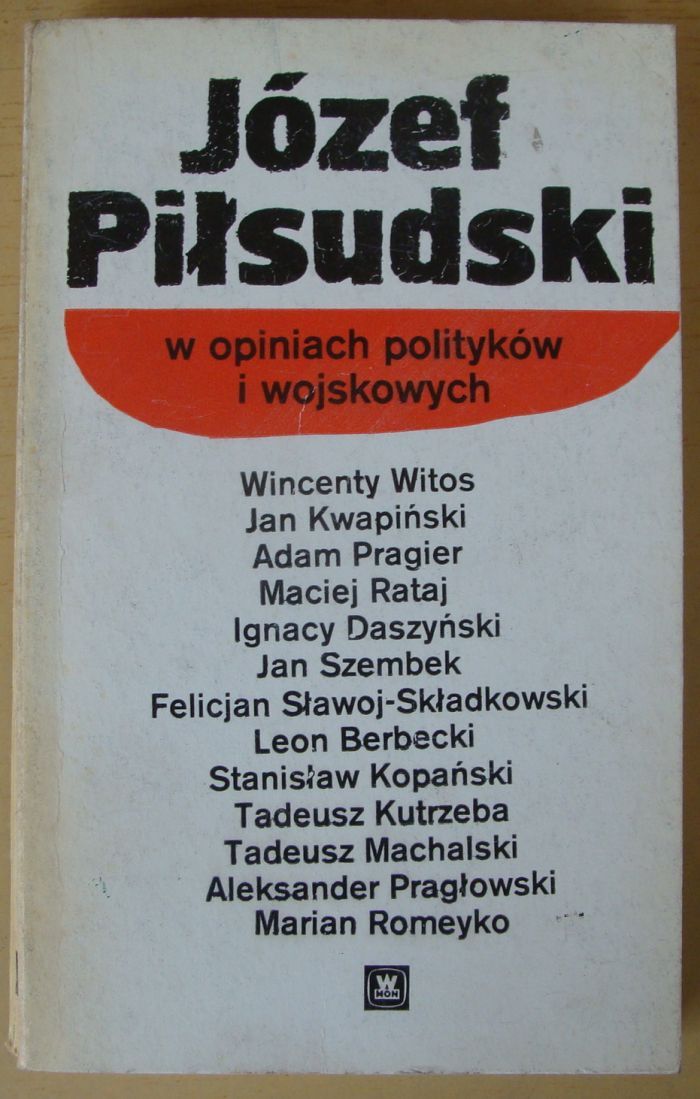 Józef
Piłsudski
w opiniach polityków
i wojskowych
Wincenty Witos
Jan Kwapiński
Adam Pragier
Maciej Rataj
Ignacy Daszyński
Jan Szembek
Felicjan Sławoj-Składkowski
Leon Berbecki
Stanisław Kopański
Tadeusz Kutrzeba
Tadeusz Machalski
Aleksander Pragłowski
Marian Romeyko
W
MON